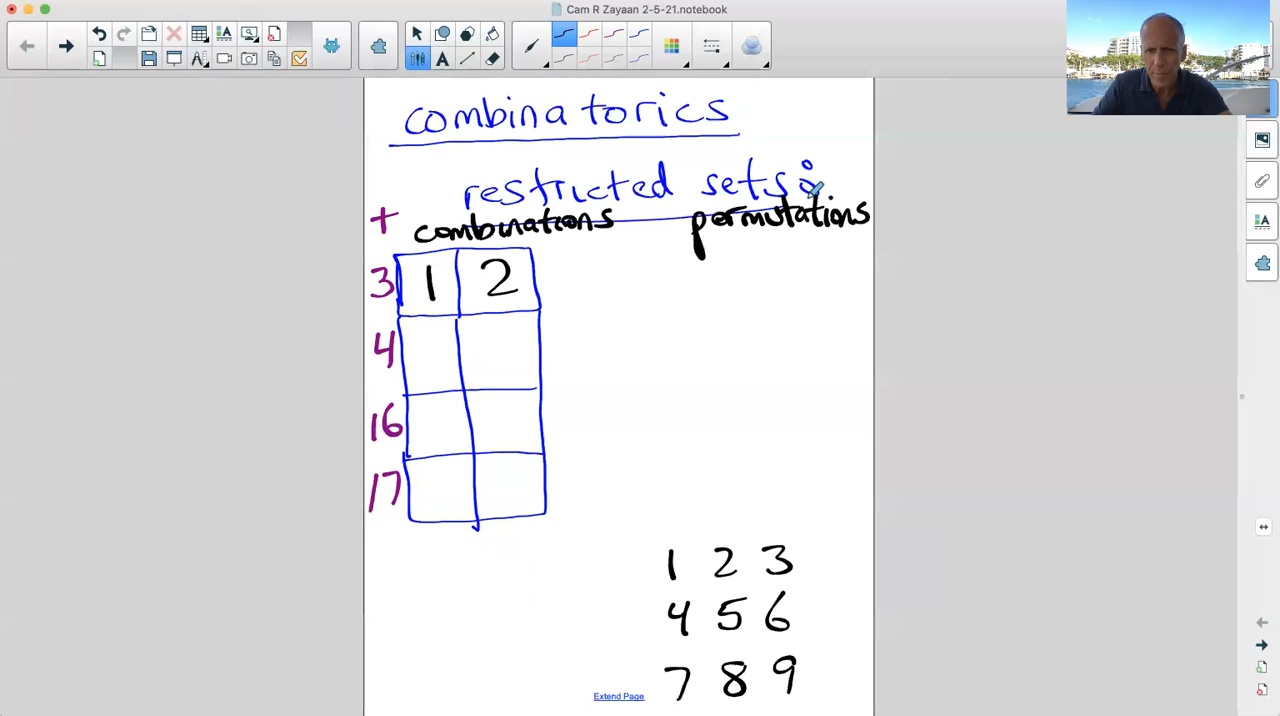 Cam R Zayaan 2-5-21.notebook
combinatorics
restricted sets:
+ combinations permutations
3 1 2
4
16
17
1 2 3
4 5 6
7 8 9
Extend Page